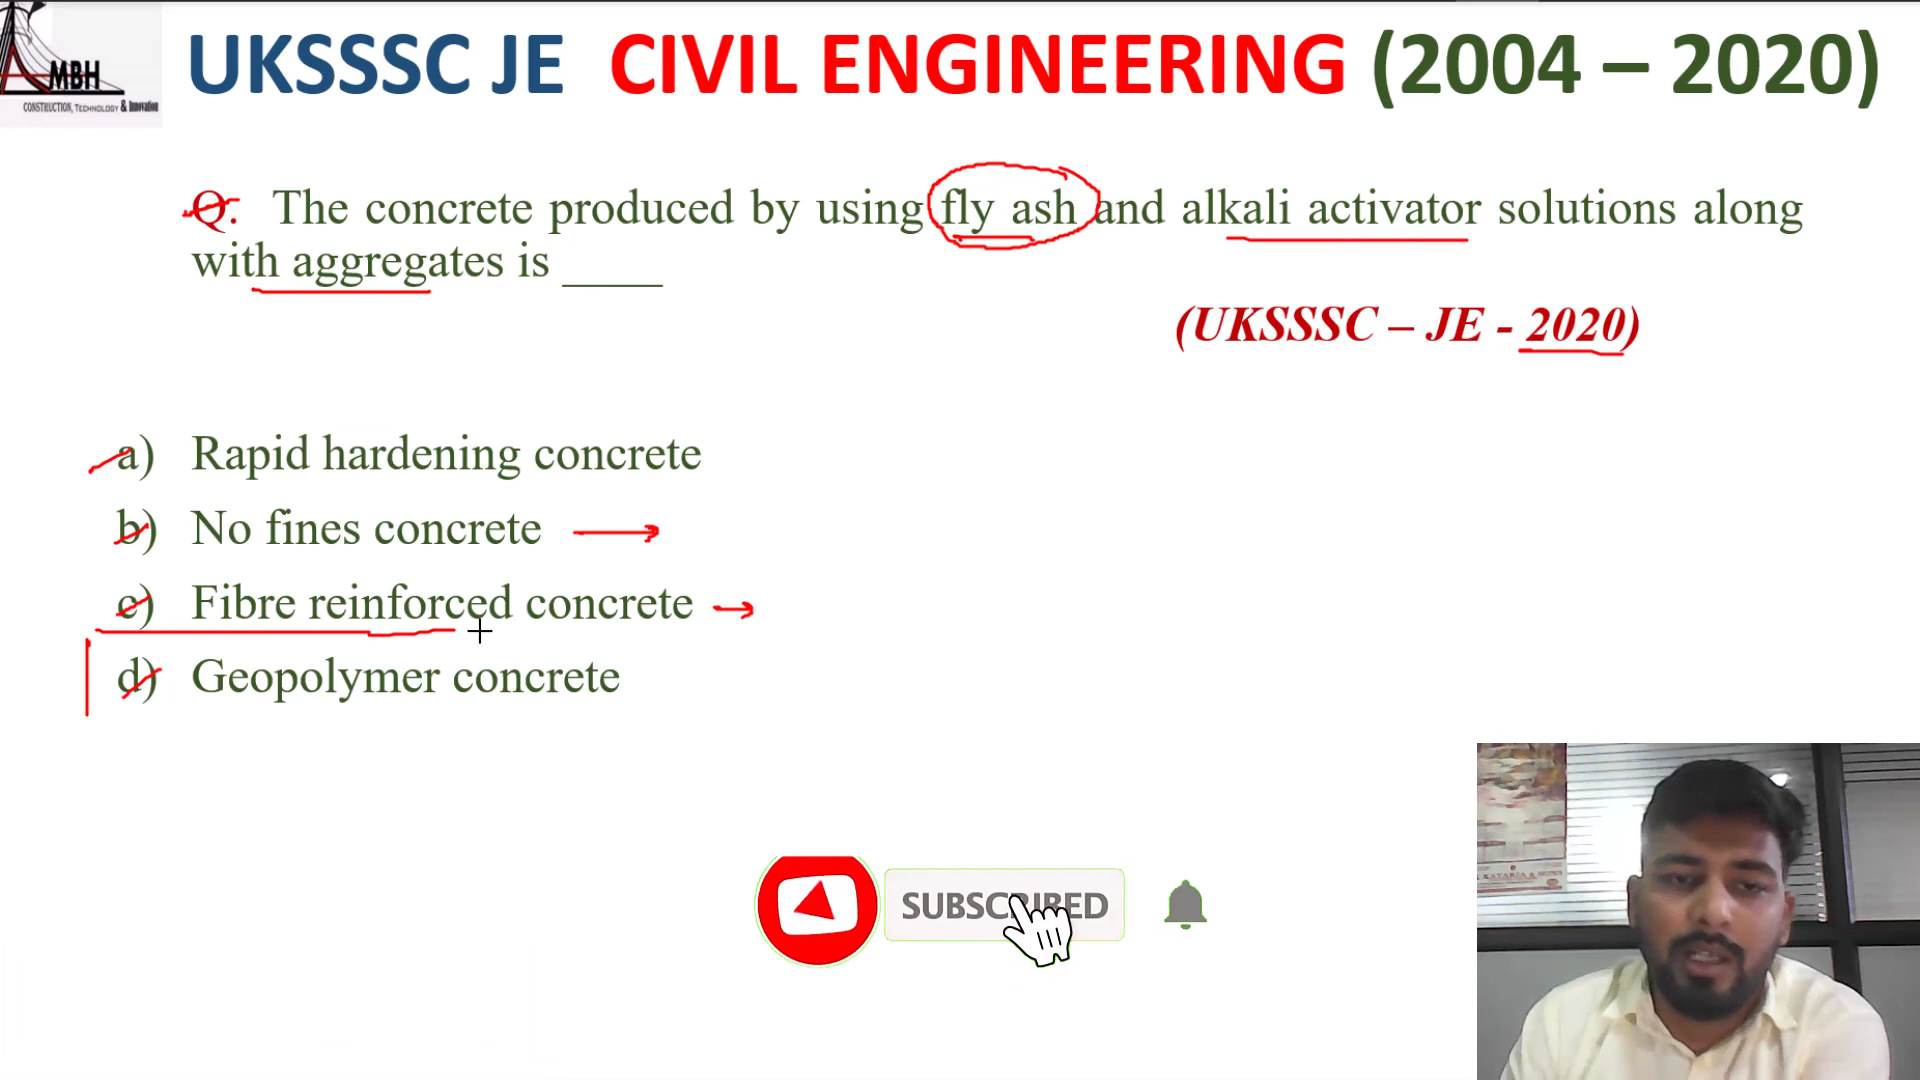 MBH
CONSTRUCTION, TECHNOLOGY & Innovation
UKSSSC JE CIVIL ENGINEERING (2004 – 2020)
Q. The concrete produced by using fly ash and alkali activator solutions along
with aggregates is _____
(UKSSSC – JE - 2020)
a) Rapid hardening concrete
b) No fines concrete
c) Fibre reinforced concrete
d) Geopolymer concrete
SUBSCRIBED